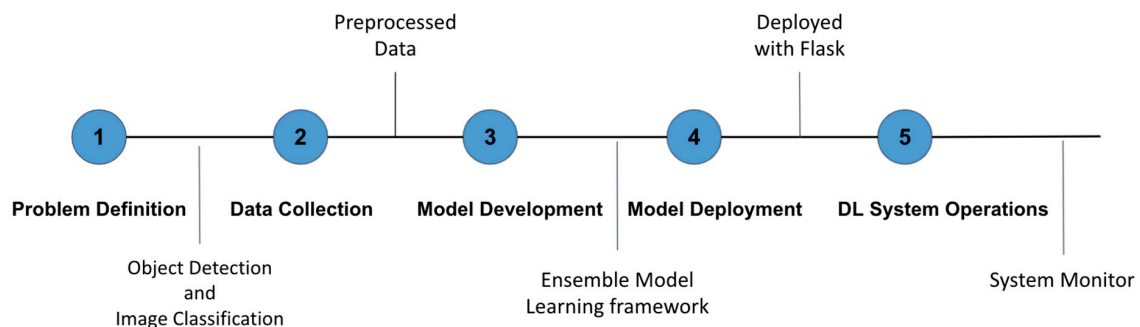 Preprocessed
Data
Deployed
with Flask
1
2
3
4
5
Problem Definition
Data Collection
Model Development
Model Deployment
DL System Operations
Object Detection
and
Image Classification
Ensemble Model
Learning framework
System Monitor